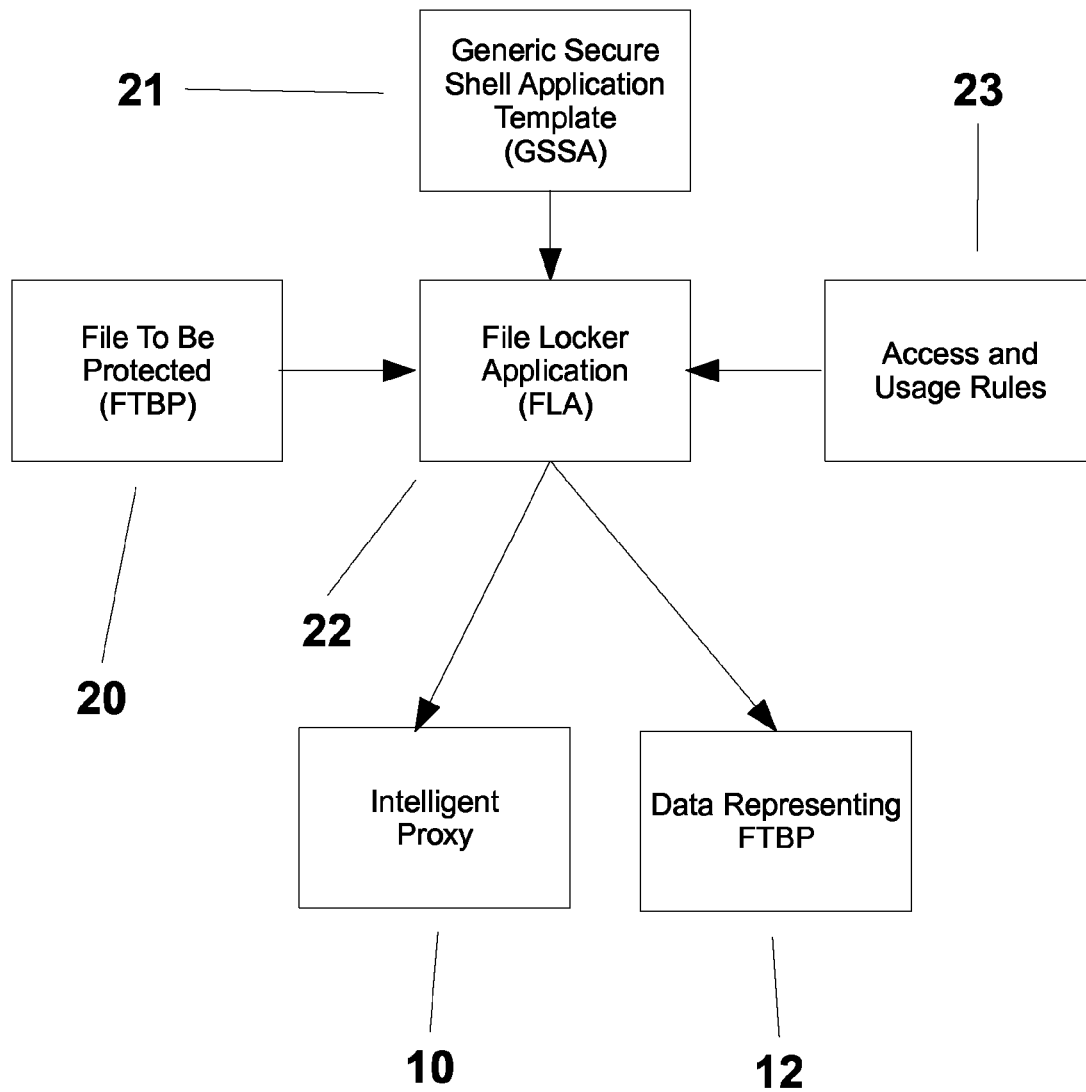 Generic Secure
Shell Application
Template
(GSSA)
21
23
File To Be
Protected
(FTBP)
File Locker
Application
(FLA)
Access and
Usage Rules
22
20
Intelligent
Proxy
Data Representing
FTBP
10
12